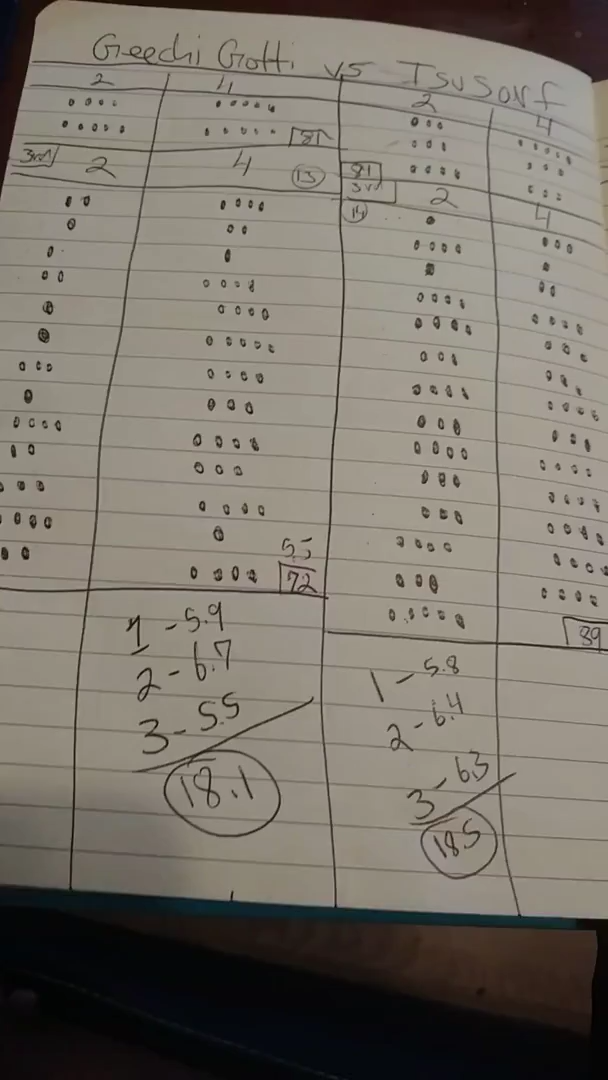 Geechi Gotti vs Tsu Surf
2 4 2 4
81
81
3rd 2 4 13
3rd 2 4
14
55
72
39
1 - 5.9
2 - 6.7
3 - 5.5
18.1
1 - 5.8
2 - 6.4
3 - 6.3
18.5